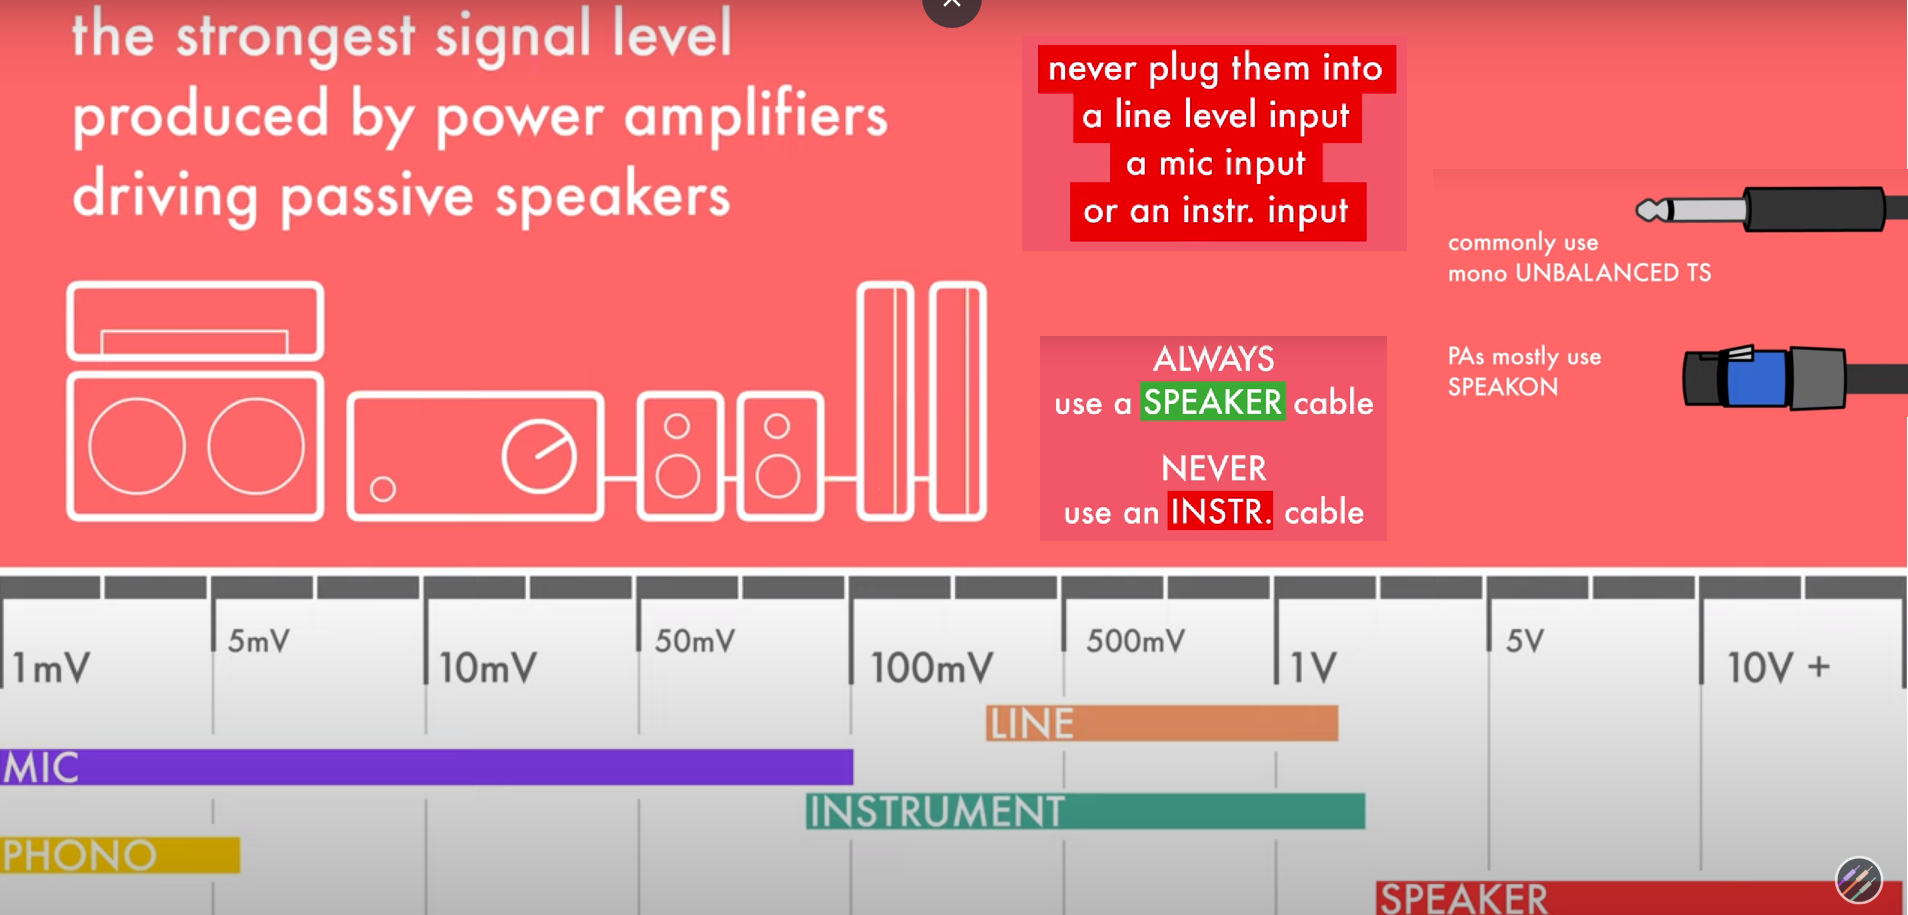 the strongest signal level
produced by power amplifiers
driving passive speakers
never plug them into
a line level input
a mic input
or an instr. input
commonly use
mono UNBALANCED TS
ALWAYS
use a SPEAKER cable
NEVER
use an INSTR. cable
PAs mostly use
SPEAKON
1mV
5mV
10mV
50mV
100mV
500mV
1V
5V
10V +
LINE
MIC
INSTRUMENT
PHONO
SPEAKER